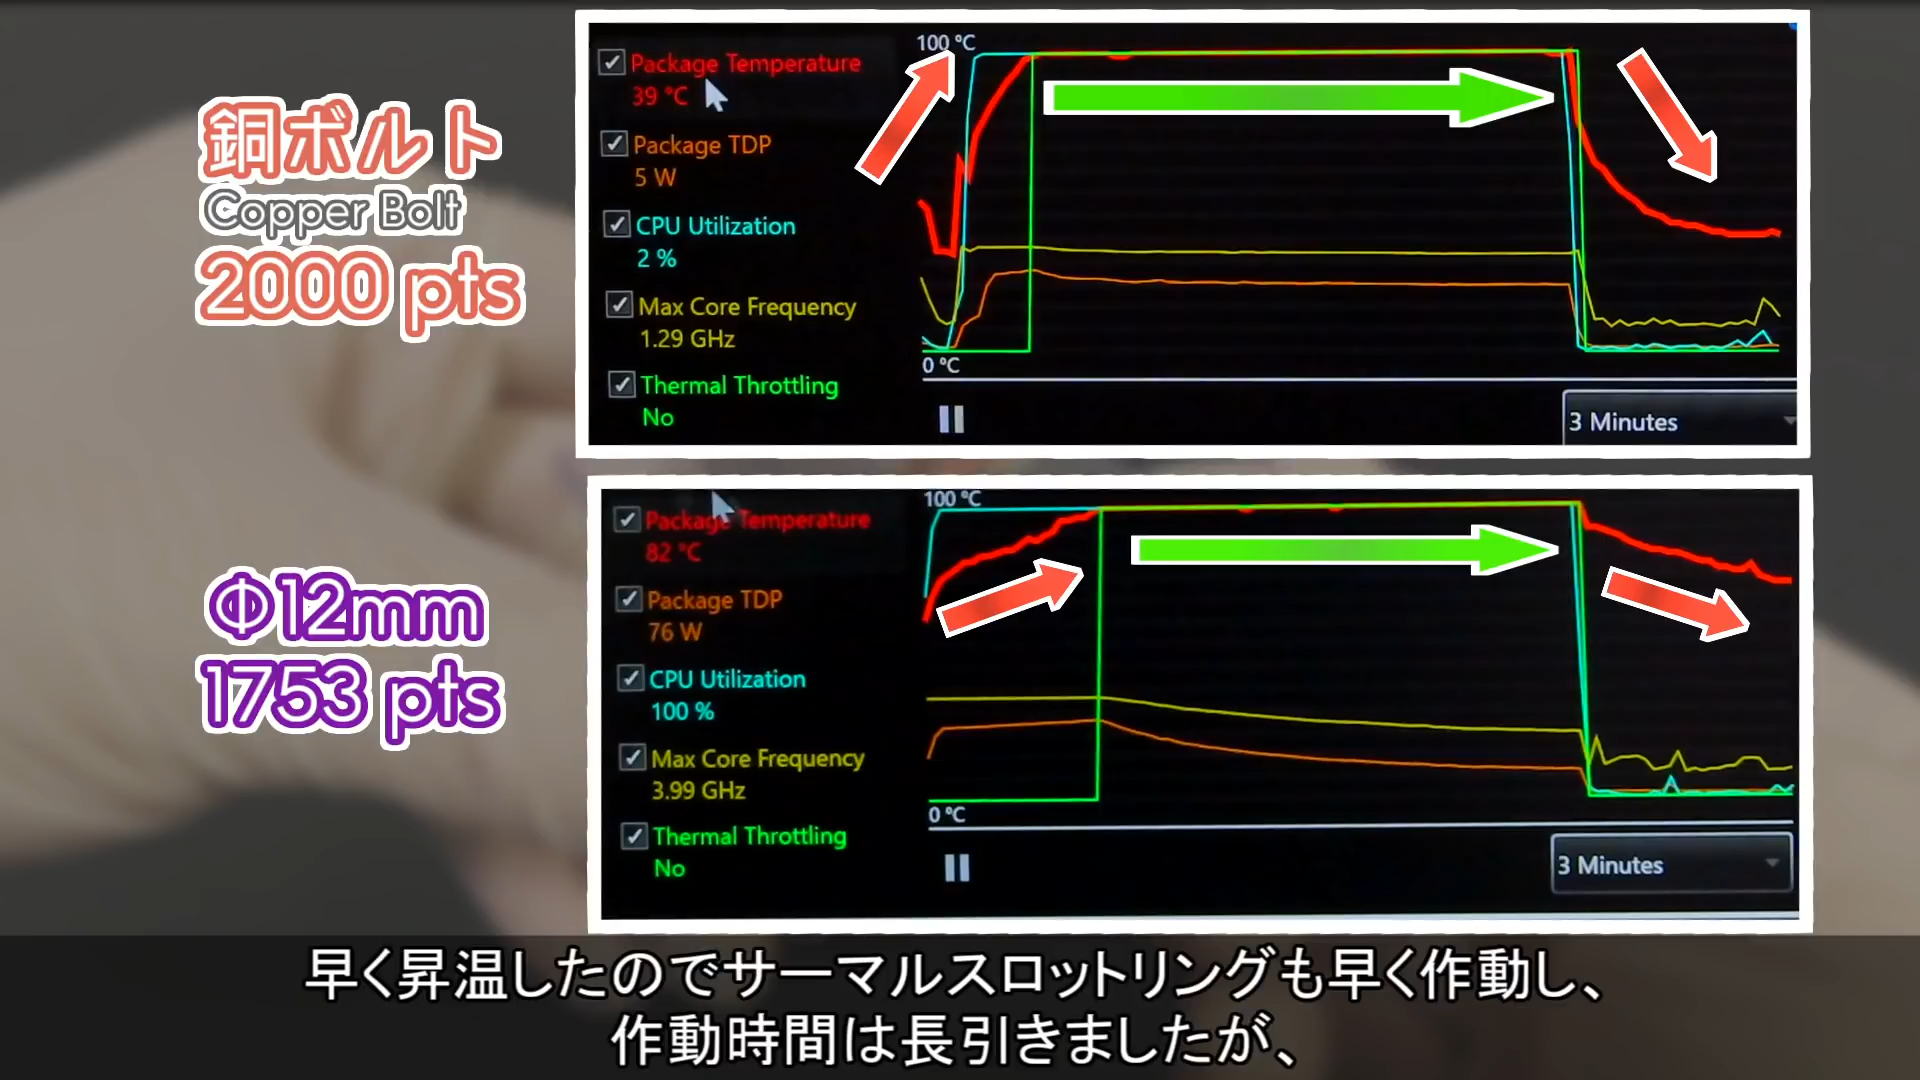 銅ボルト
Copper Bolt
2000 pts
100 °C
Package Temperature
39 °C
Package TDP
5 W
CPU Utilization
2 %
Max Core Frequency
1.29 GHz
Thermal Throttling
No
0 °C
3 Minutes
Φ12mm
1753 pts
100 °C
Package Temperature
82 °C
Package TDP
76 W
CPU Utilization
100 %
Max Core Frequency
3.99 GHz
Thermal Throttling
No
0 °C
3 Minutes
早く昇温したのでサーマルスロットリングも早く作動し、
作動時間は長引きましたが、